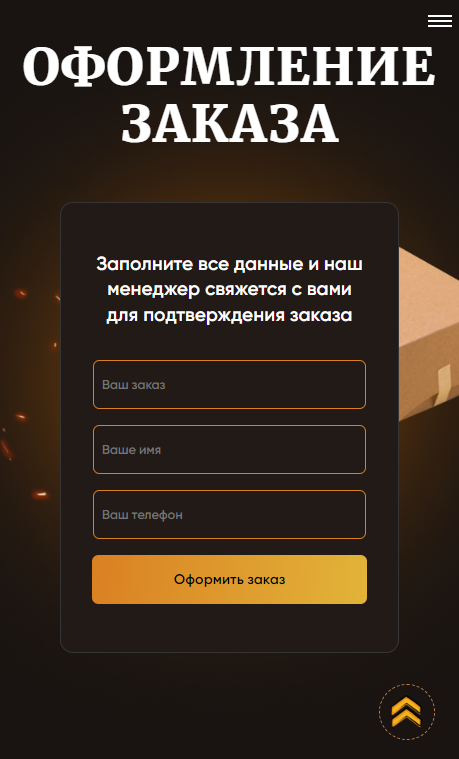 ОФОРМЛЕНИЕ
ЗАКАЗА
Заполните все данные и наш
менеджер свяжется с вами
для подтверждения заказа
Ваш заказ
Ваше имя
Ваш телефон
Оформить заказ